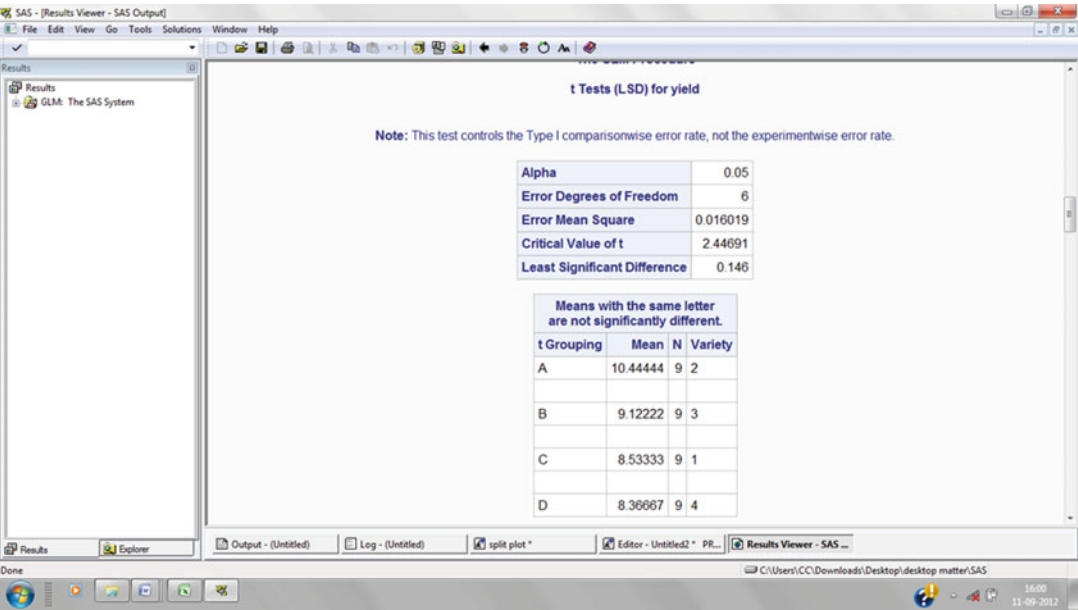 SAS - [Results Viewer - SAS Output]
File Edit View Go Tools Solutions Window Help
Results
Results
GLM: The SAS System
t Tests (LSD) for yield
Note: This test controls the Type I comparisonwise error rate, not the experimentwise error rate.
Alpha 0.05
Error Degrees of Freedom 6
Error Mean Square 0.016019
Critical Value of t 2.44691
Least Significant Difference 0.146
Means with the same letter
are not significantly different.
t Grouping Mean N Variety
A 10.44444 9 2
B 9.12222 9 3
C 8.53333 9 1
D 8.36667 9 4
Results Explorer
Output - (Untitled) Log - (Untitled) split plot * Editor - Untitled2 * PR... Results Viewer - SAS ...
Done
C:\Users\CC\Downloads\Desktop\desktop matter\SAS
16:00
11-09-2012